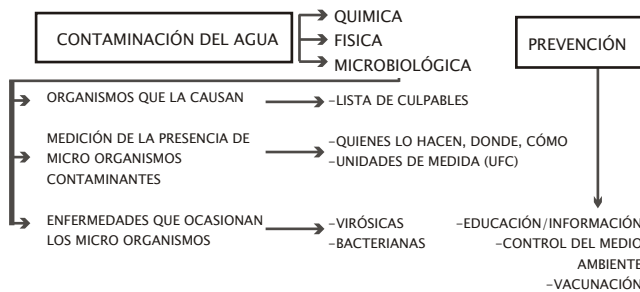 CONTAMINACIÓN DEL AGUA
QUIMICA
FISICA
MICROBIOLÓGICA
PREVENCIÓN
ORGANISMOS QUE LA CAUSAN
-LISTA DE CULPABLES
MEDICIÓN DE LA PRESENCIA DE
MICRO ORGANISMOS
CONTAMINANTES
-QUIENES LO HACEN, DONDE, CÓMO
-UNIDADES DE MEDIDA (UFC)
ENFERMEDADES QUE OCASIONAN
LOS MICRO ORGANISMOS
-VIRÓSICAS
-BACTERIANAS
-EDUCACIÓN/INFORMACIÓN
-CONTROL DEL MEDIO
AMBIENTE
-VACUNACIÓN